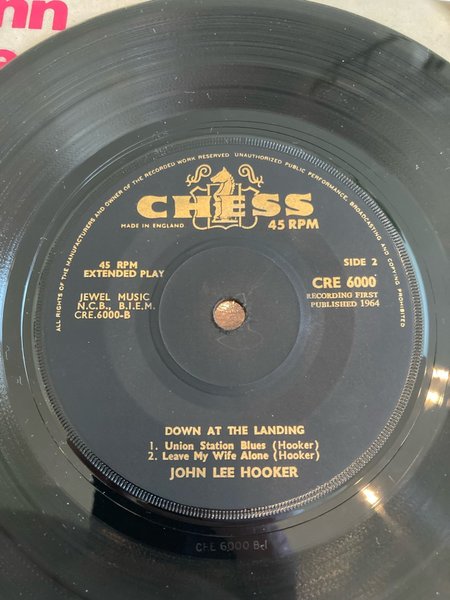 nn
ALL RIGHTS OF THE MANUFACTURERS AND OWNER OF THE RECORDED WORK RESERVED UNAUTHORIZED PUBLIC PERFORMANCE, BROADCASTING AND COPYING PROHIBITED
CHESS
MADE IN ENGLAND
45 RPM
45 RPM
EXTENDED PLAY
SIDE 2
CRE 6000
JEWEL MUSIC
N.C.B., B.I.E.M.
CRE.6000-B
RECORDING FIRST
PUBLISHED 1964
DOWN AT THE LANDING
1. Union Station Blues (Hooker)
2. Leave My Wife Alone (Hooker)
JOHN LEE HOOKER